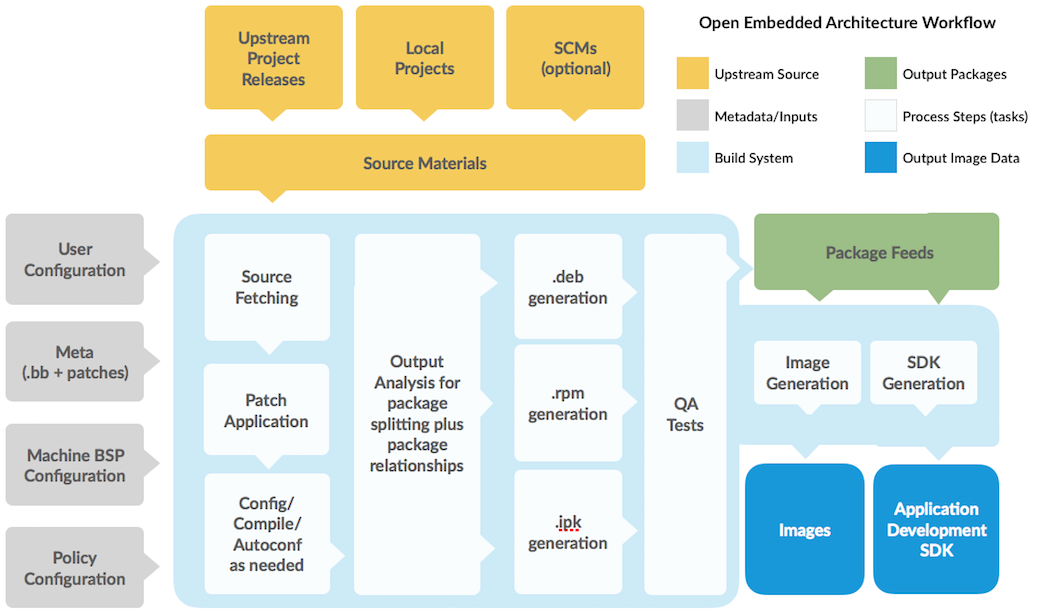 Open Embedded Architecture Workflow
Upstream
Project
Releases
Local
Projects
SCMs
(optional)
Upstream Source
Output Packages
Metadata/Inputs
Process Steps (tasks)
Build System
Output Image Data
Source Materials
User
Configuration
Meta
(.bb + patches)
Machine BSP
Configuration
Policy
Configuration
Source
Fetching
Patch
Application
Config/
Compile/
Autoconf
as needed
Output
Analysis for
package
splitting plus
package
relationships
.deb
generation
.rpm
generation
.ipk
generation
QA
Tests
Package Feeds
Image
Generation
SDK
Generation
Images
Application
Development
SDK